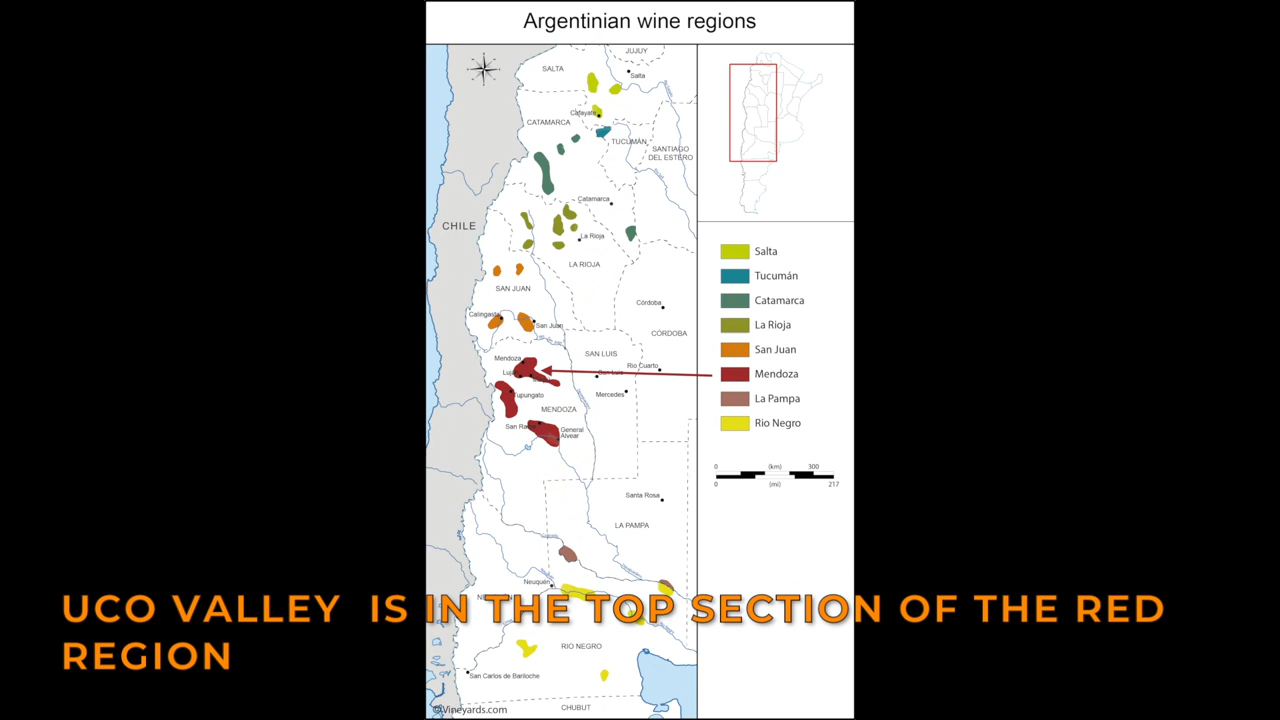 Argentinian wine regions
JUJUY
SALTA
Salta
Cafayate
CATAMARCA
TUCUMÁN
SANTIAGO
DEL ESTERO
Catamarca
CHILE
La Rioja
LA RIOJA
SAN JUAN
Córdoba
Calingasta
San Juan
CÓRDOBA
Mendoza
SAN LUIS
Rio Cuarto
San Luis
Mercedes
Tupungato
MENDOZA
General
Alvear
Santa Rosa
LA PAMPA
Neuquén
RIO NEGRO
San Carlos de Bariloche
CHUBUT
©Vineyards.com
Salta
Tucumán
Catamarca
La Rioja
San Juan
Mendoza
La Pampa
Rio Negro
0 (km) 300
0 (mi) 217
UCO VALLEY IS IN THE TOP SECTION OF THE RED
REGION